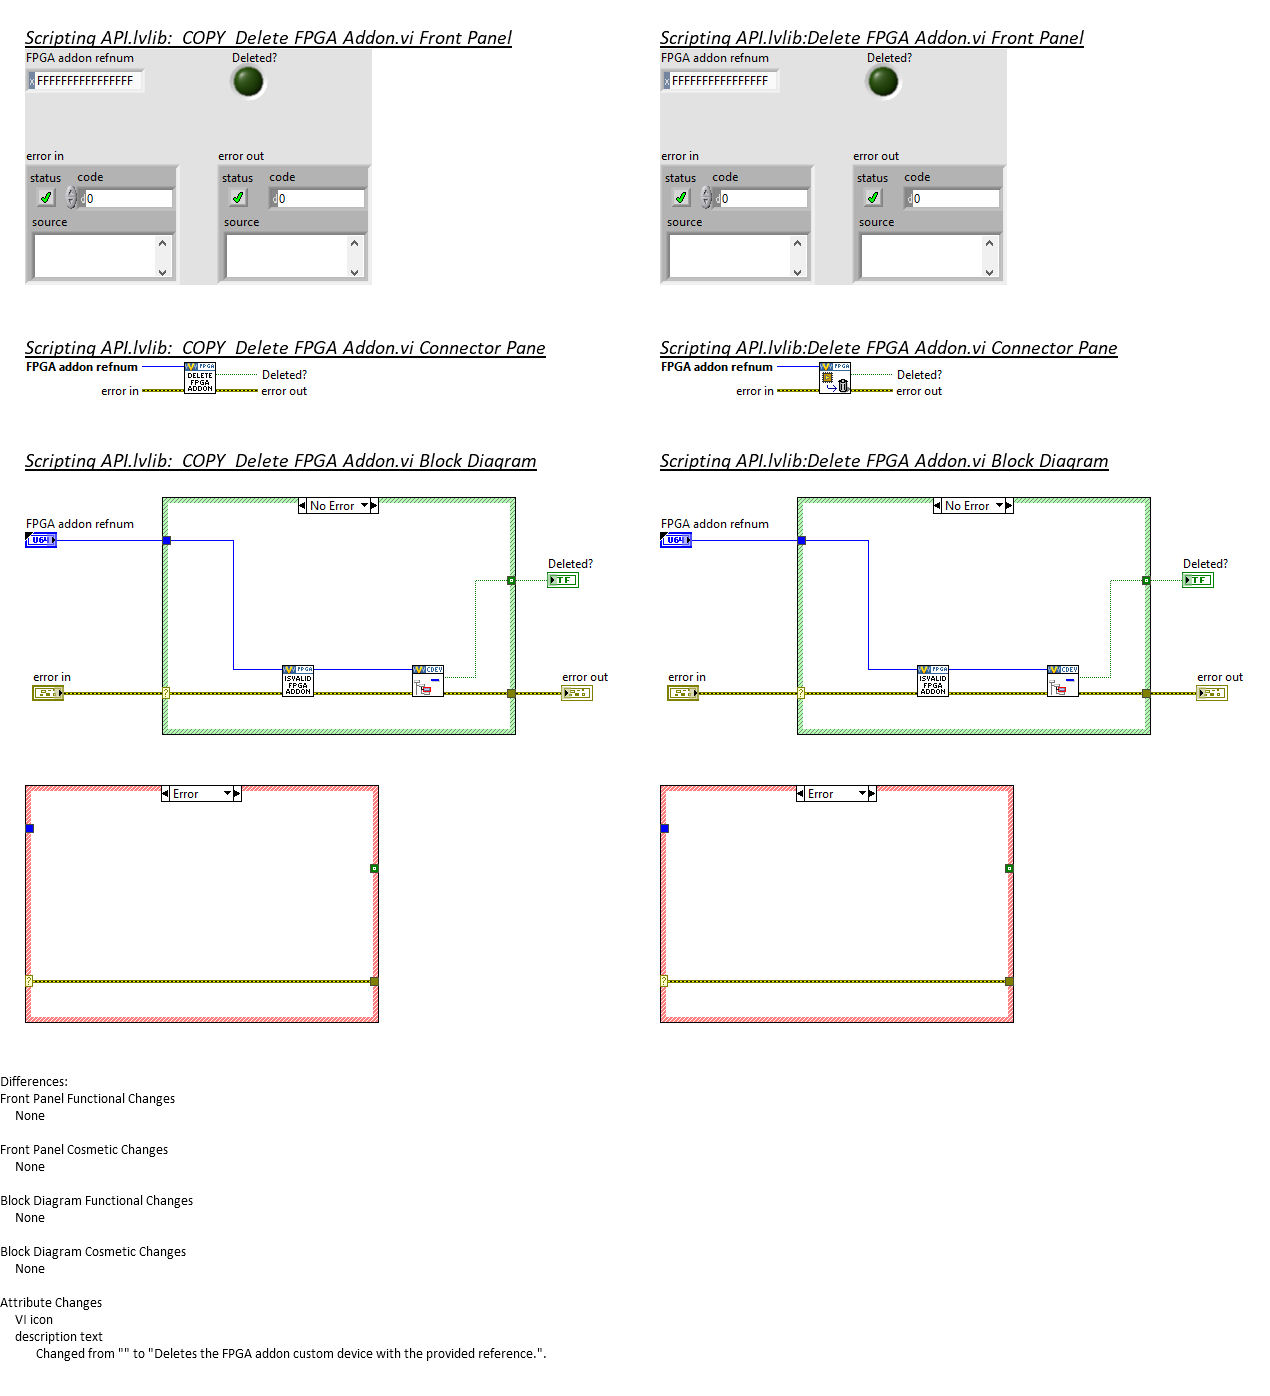 Scripting API.lvlib:_COPY_Delete FPGA Addon.vi Front Panel
FPGA addon refnum
Deleted?
x FFFFFFFFFFFFFFFF
error in
error out
status code
d 0
status code
d 0
source
source
Scripting API.lvlib:Delete FPGA Addon.vi Front Panel
FPGA addon refnum
Deleted?
x FFFFFFFFFFFFFFFF
error in
error out
status code
d 0
status code
d 0
source
source
Scripting API.lvlib:_COPY_Delete FPGA Addon.vi Connector Pane
FPGA addon refnum
FPGA
DELETE
FPGA
ADDON
Deleted?
error in
error out
Scripting API.lvlib:Delete FPGA Addon.vi Connector Pane
FPGA addon refnum
FPGA
Deleted?
error in
error out
Scripting API.lvlib:_COPY_Delete FPGA Addon.vi Block Diagram
No Error
FPGA addon refnum
U64
Deleted?
TF
error in
?
FPGA
ISVALID
FPGA
ADDON
CDEV
error out
Error
?
Scripting API.lvlib:Delete FPGA Addon.vi Block Diagram
No Error
FPGA addon refnum
U64
Deleted?
TF
error in
?
FPGA
ISVALID
FPGA
ADDON
CDEV
error out
Error
?
Differences:
Front Panel Functional Changes
None
Front Panel Cosmetic Changes
None
Block Diagram Functional Changes
None
Block Diagram Cosmetic Changes
None
Attribute Changes
VI icon
description text
Changed from "" to "Deletes the FPGA addon custom device with the provided reference.".